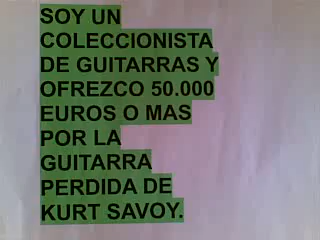 SOY UN
COLECCIONISTA
DE GUITARRAS Y
OFREZCO 50.000
EUROS O MAS
POR LA
GUITARRA
PERDIDA DE
KURT SAVOY.